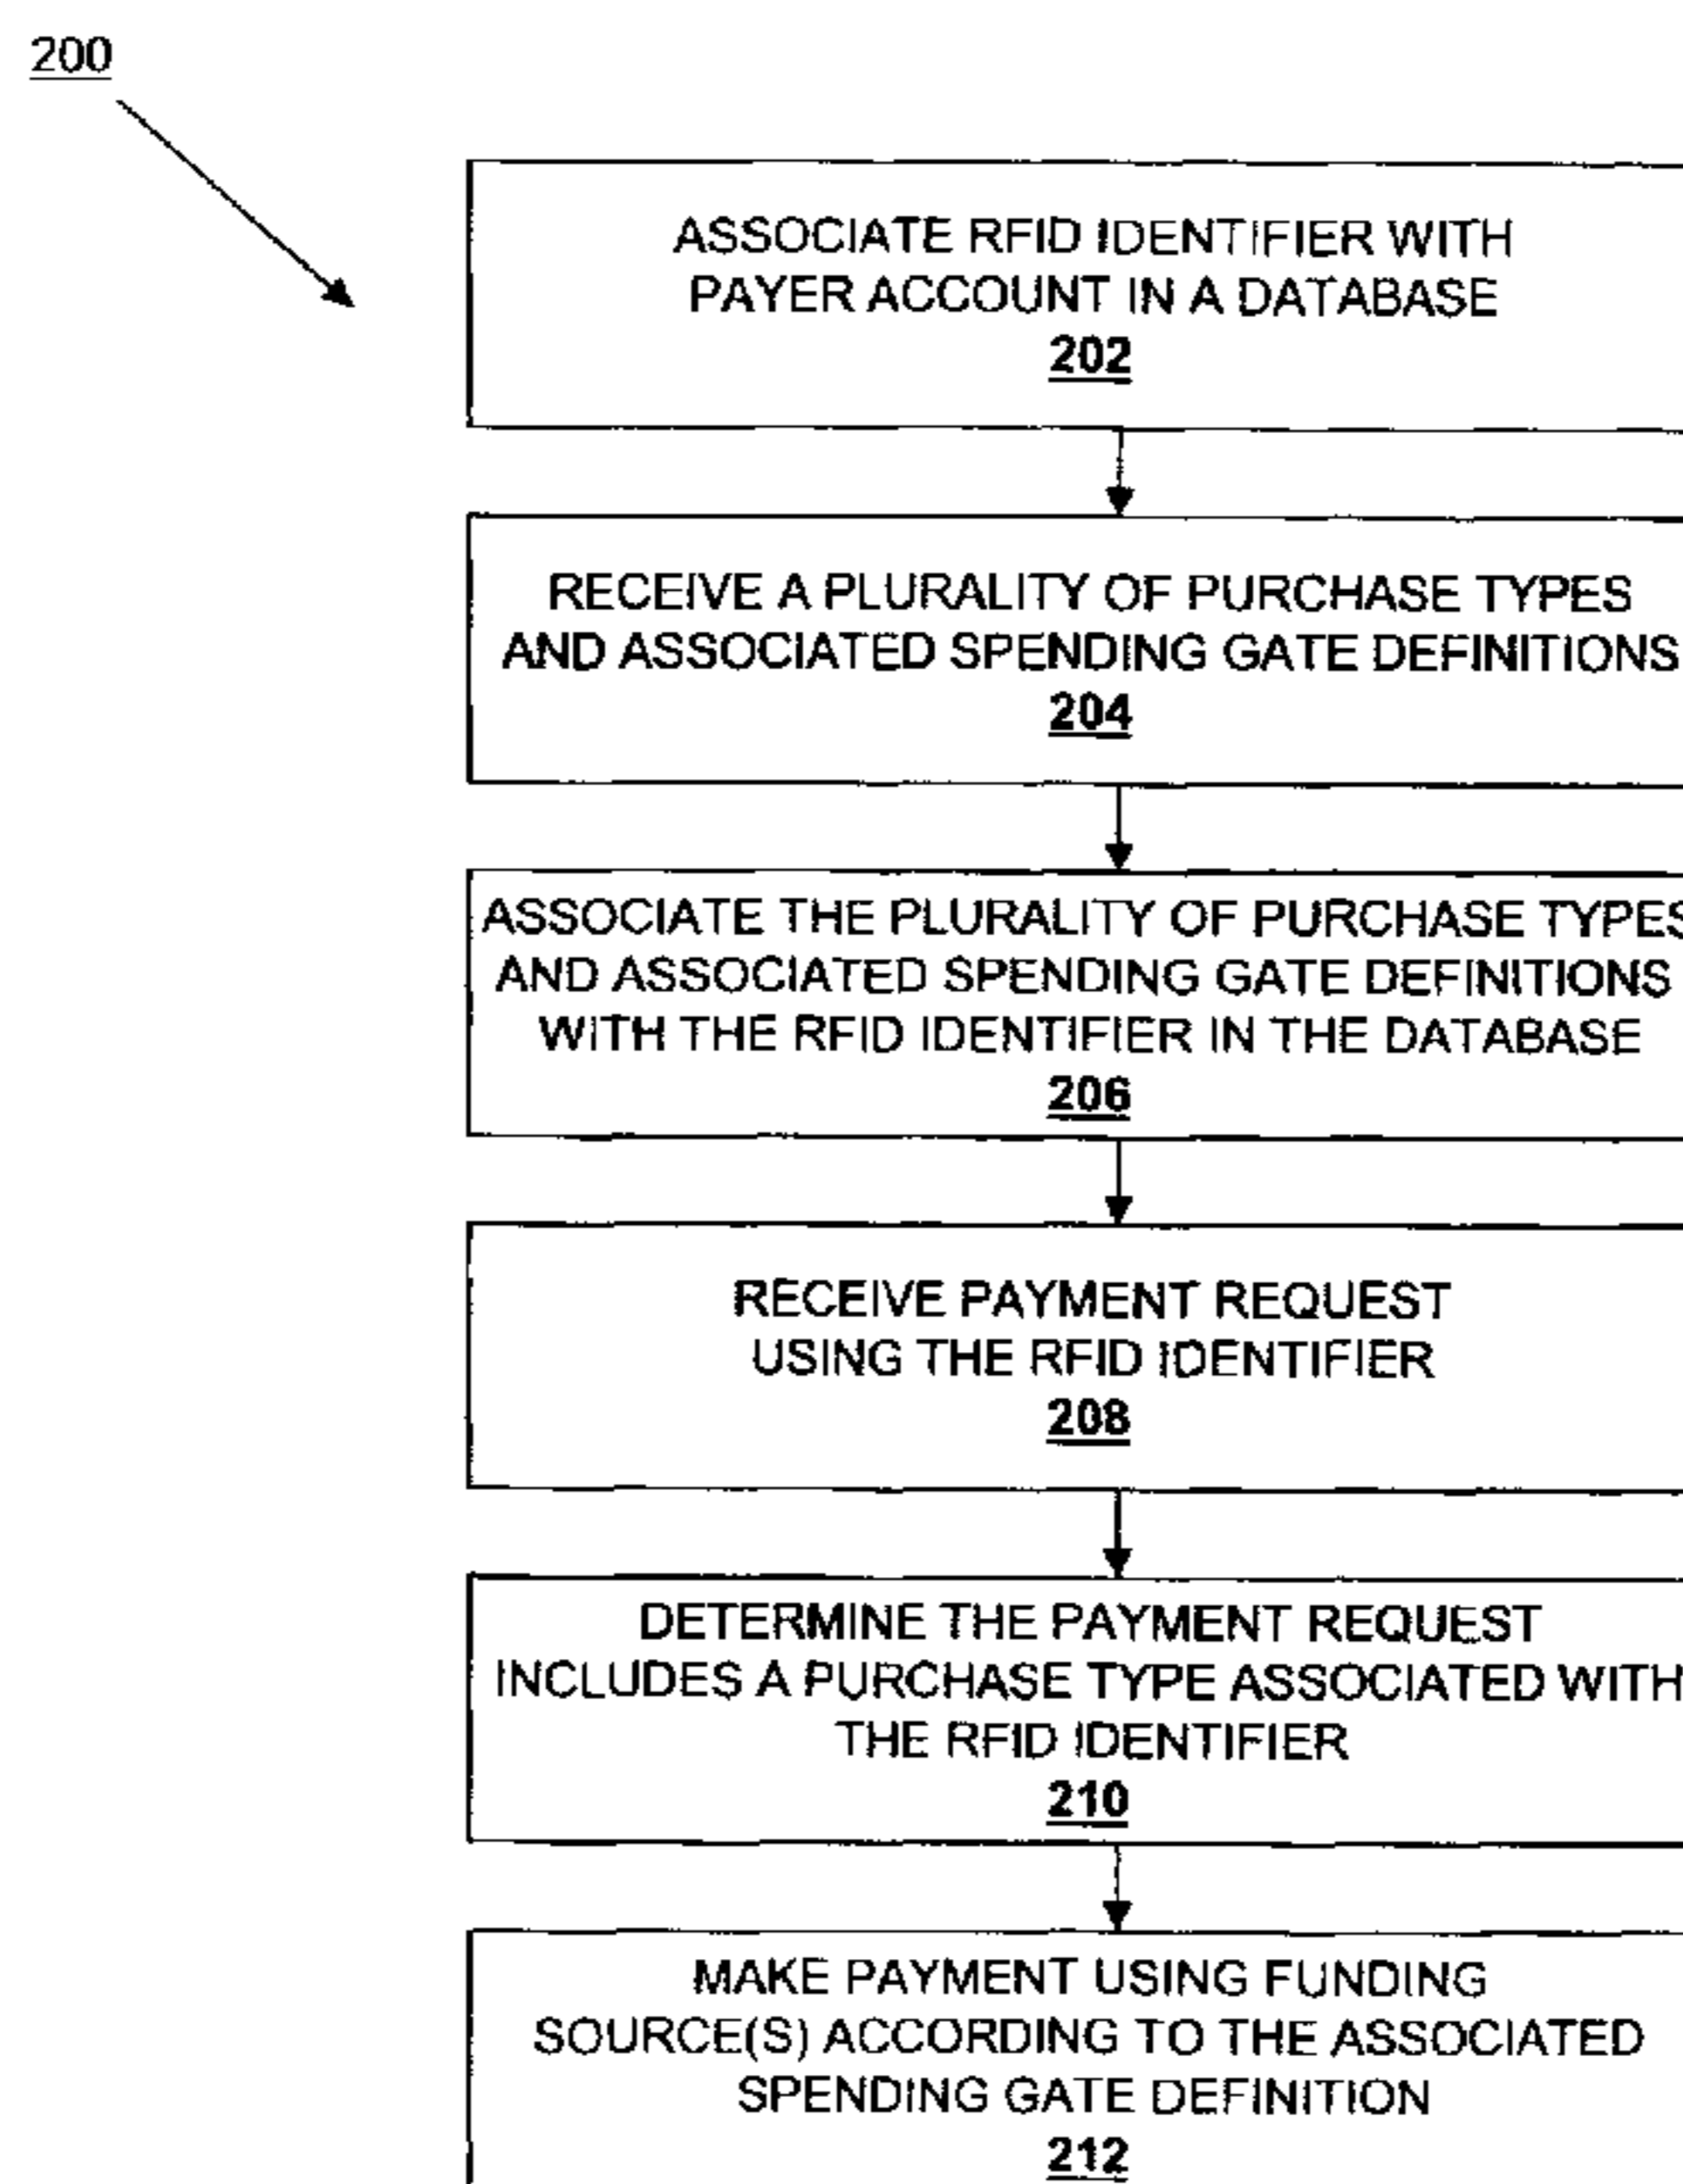 200
ASSOCIATE RFID IDENTIFIER WITH
PAYER ACCOUNT IN A DATABASE
202
RECEIVE A PLURALITY OF PURCHASE TYPES
AND ASSOCIATED SPENDING GATE DEFINITIONS
204
ASSOCIATE THE PLURALITY OF PURCHASE TYPES
AND ASSOCIATED SPENDING GATE DEFINITIONS
WITH THE RFID IDENTIFIER IN THE DATABASE
206
RECEIVE PAYMENT REQUEST
USING THE RFID IDENTIFIER
208
DETERMINE THE PAYMENT REQUEST
INCLUDES A PURCHASE TYPE ASSOCIATED WITH
THE RFID IDENTIFIER
210
MAKE PAYMENT USING FUNDING
SOURCE(S) ACCORDING TO THE ASSOCIATED
SPENDING GATE DEFINITION
212